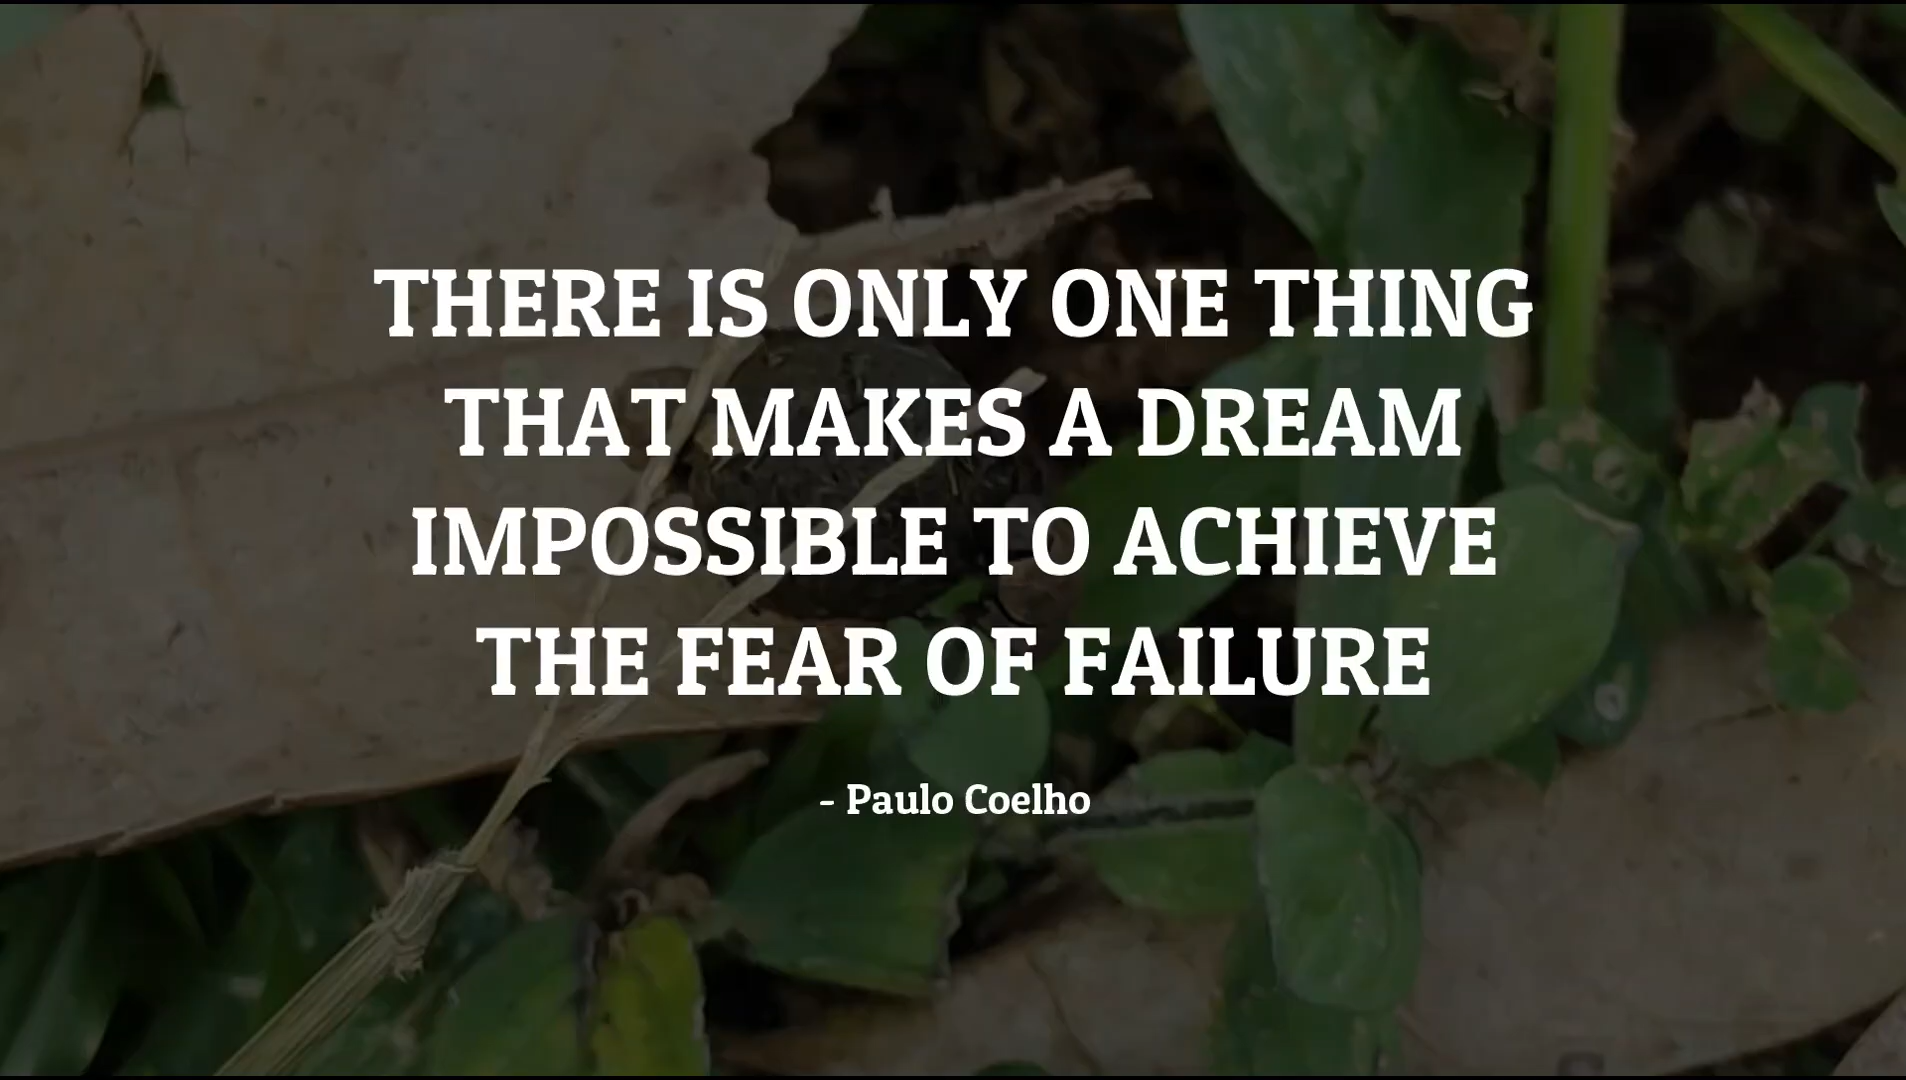 THERE IS ONLY ONE THING
THAT MAKES A DREAM
IMPOSSIBLE TO ACHIEVE
THE FEAR OF FAILURE
- Paulo Coelho